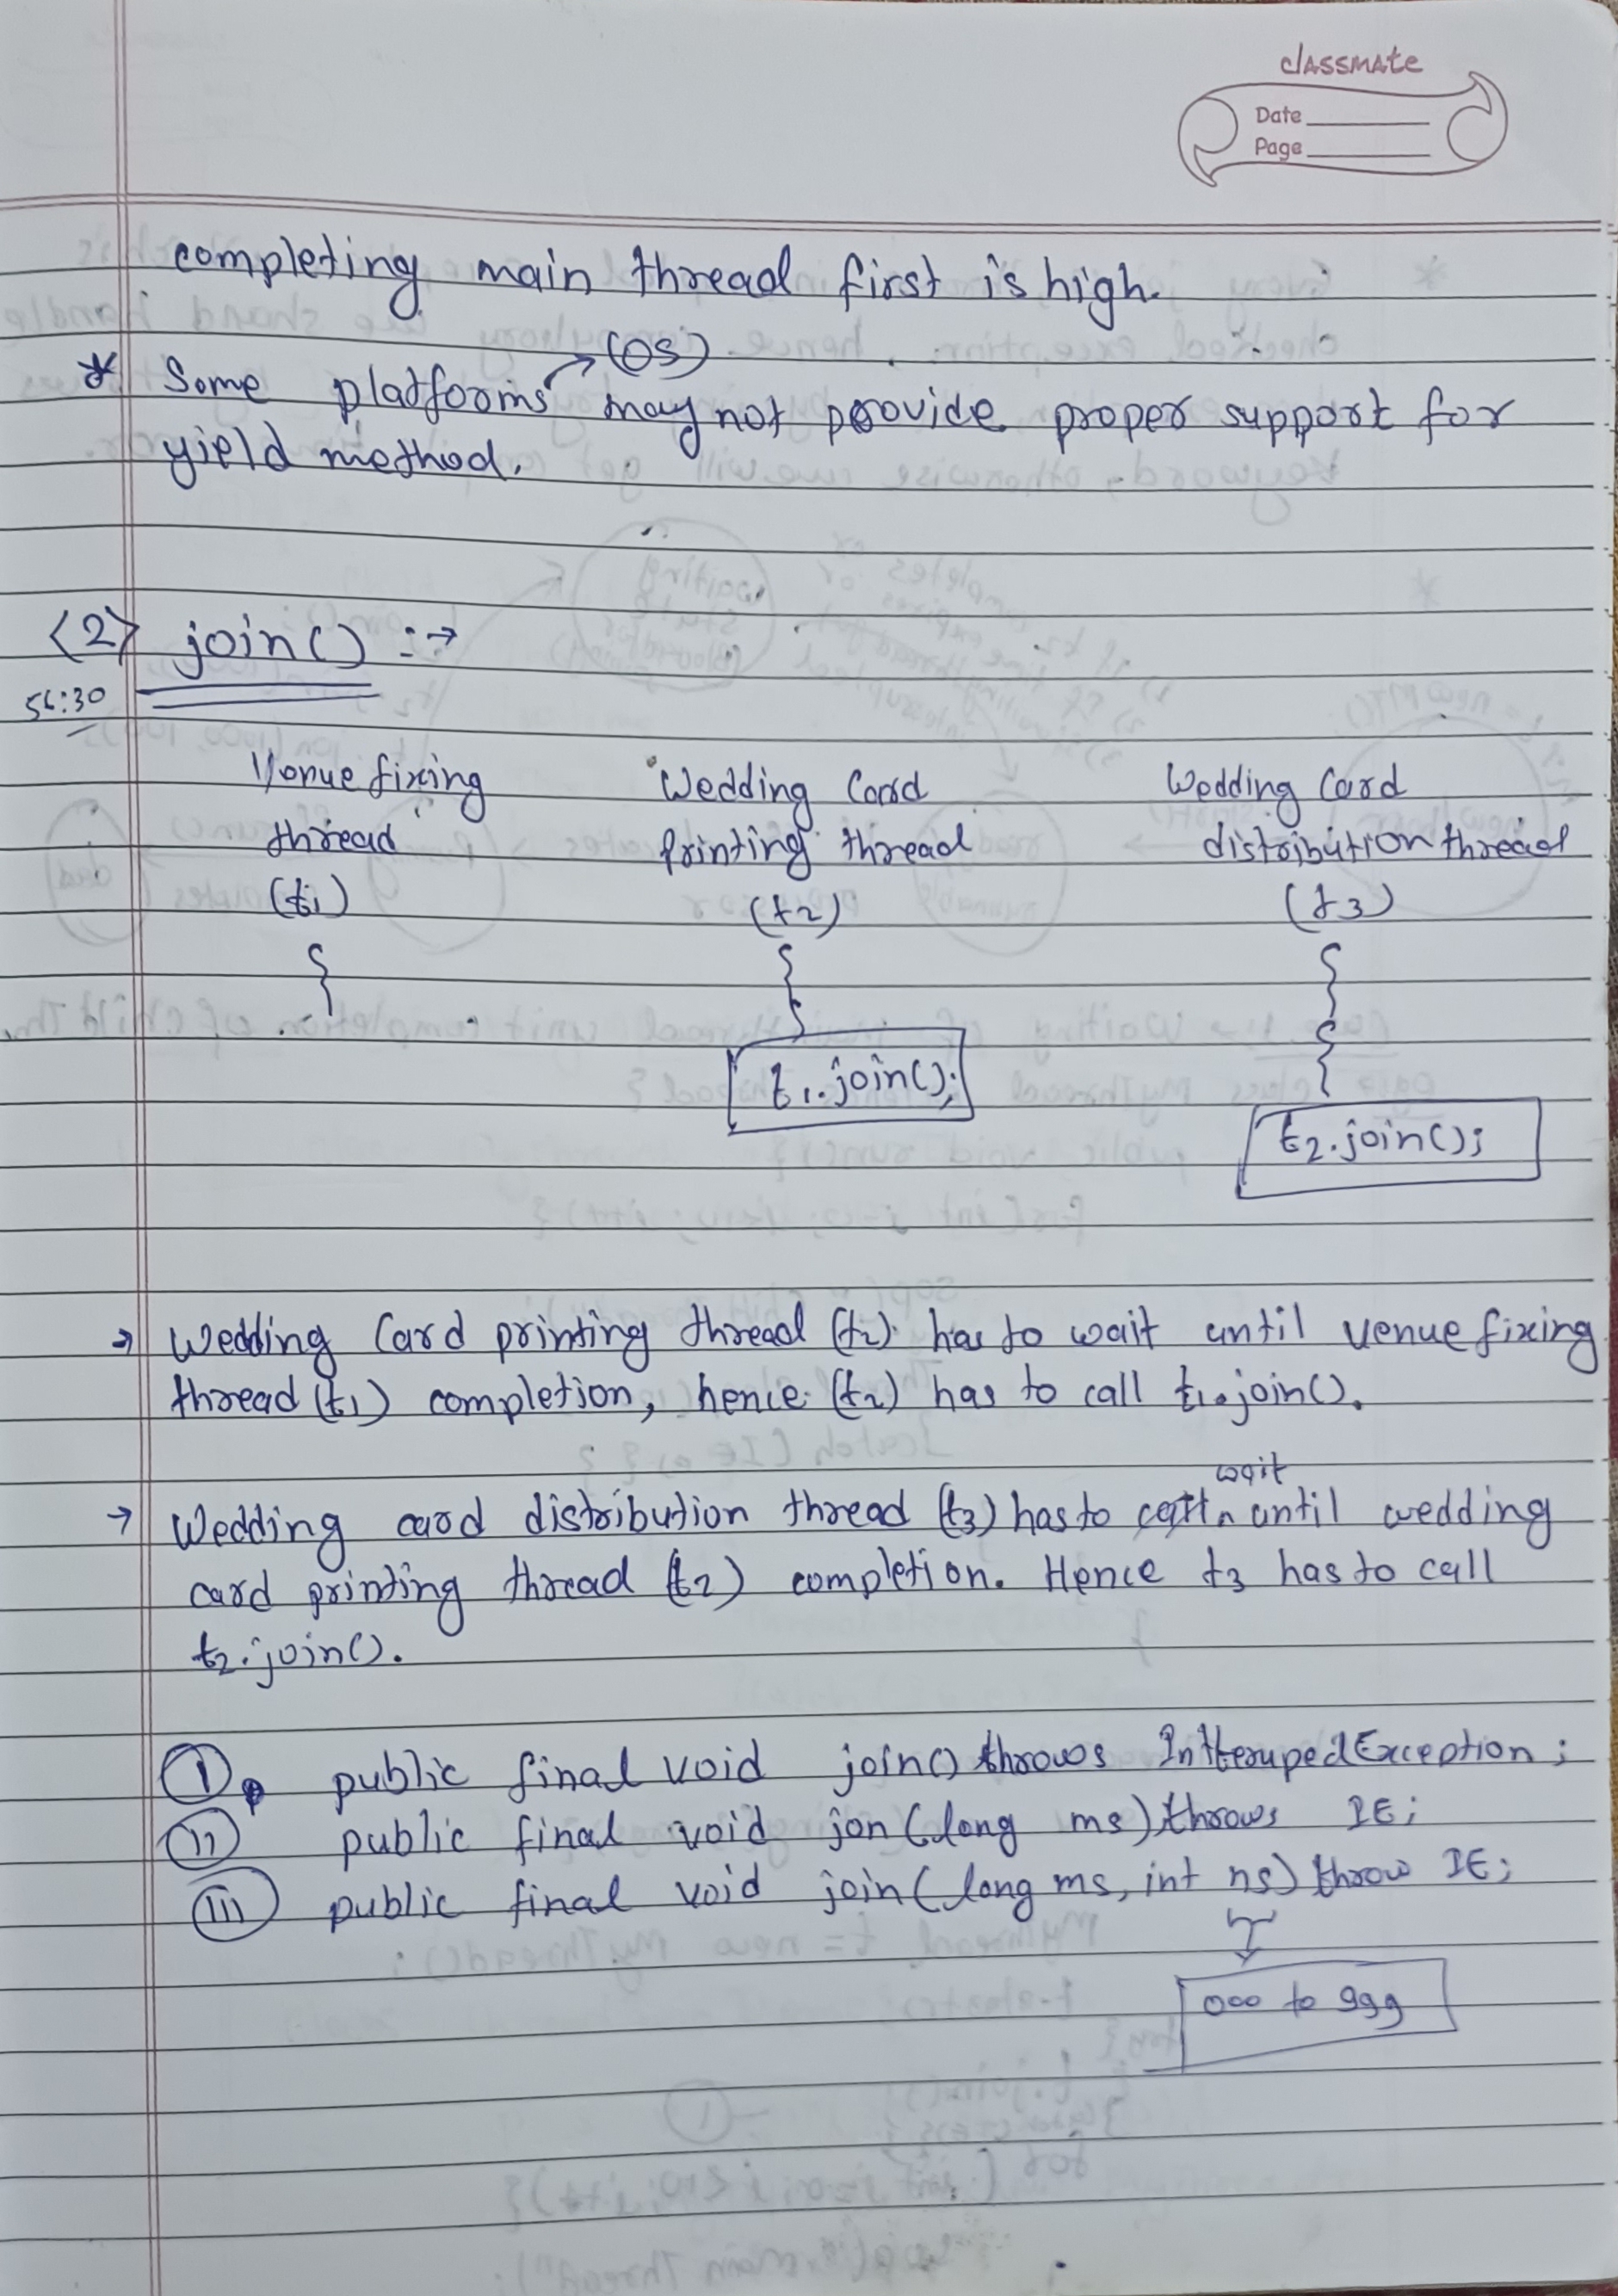 classmate
Date
Page
completing main thread first is high.
(OS)
* Some platforms may not provide proper support for
yield method.
<2> join() :→
56:30
Venue fixing Wedding Card Wedding Card
thread printing thread distribution thread
(t1) (t2) (t3)
t1.join();
t2.join();
→ Wedding Card printing thread (t2) has to wait until venue fixing
thread (t1) completion, hence (t2) has to call t1.join().
wait
→ Wedding card distribution thread (t3) has to call until wedding
card printing thread (t2) completion. Hence t3 has to call
t2.join().
(i) public final void join() throws InterrupedException;
(ii) public final void jon(long ms) throws IE;
(iii) public final void join(long ms, int ns) throw IE;
000 to 999